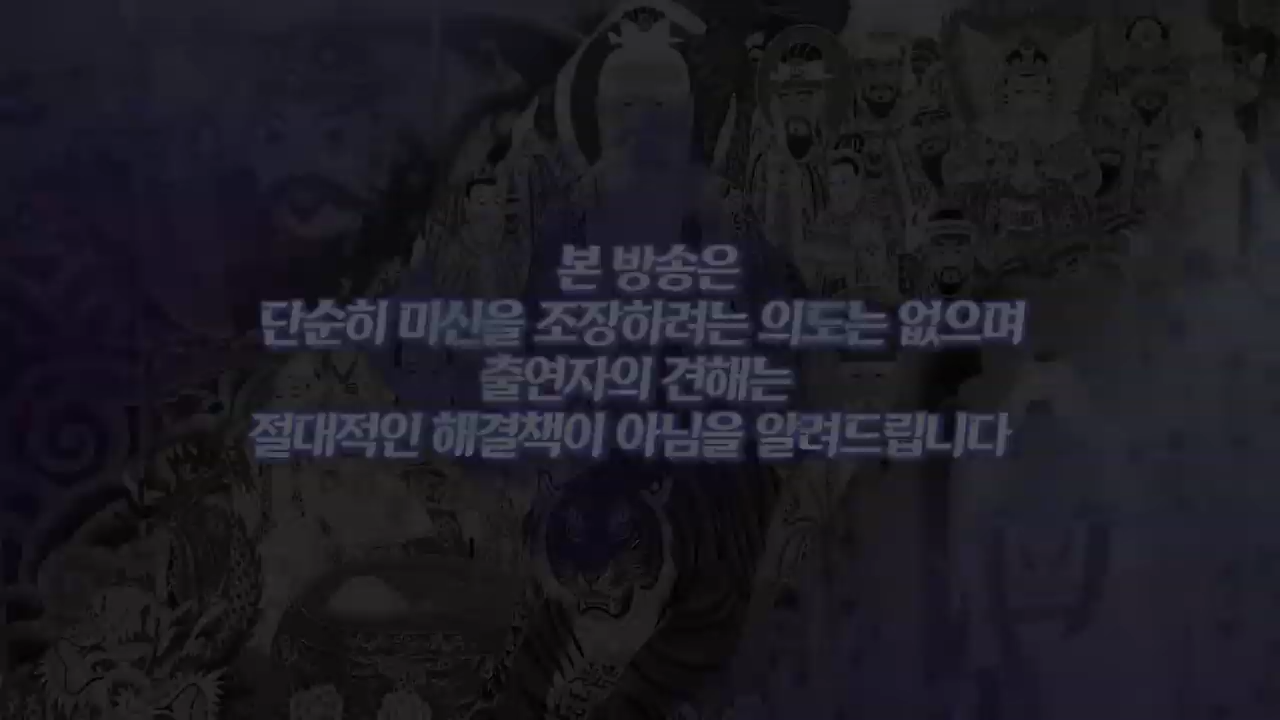 본 방송은
단순히 미신을 조장하려는 의도는 없으며
출연자의 견해는
절대적인 해결책이 아님을 알려드립니다